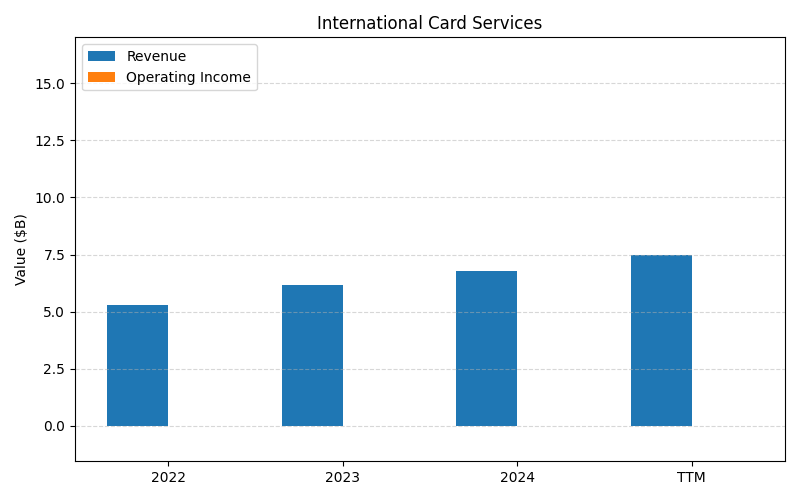 International Card Services
Revenue
Operating Income
Value ($B)
15.0
12.5
10.0
7.5
5.0
2.5
0.0
2022
2023
2024
TTM